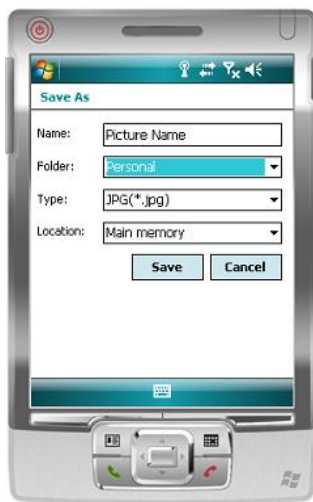 Save As
Name: Picture Name
Folder: Personal
Type: JPG(*.jpg)
Location: Main memory
Save Cancel